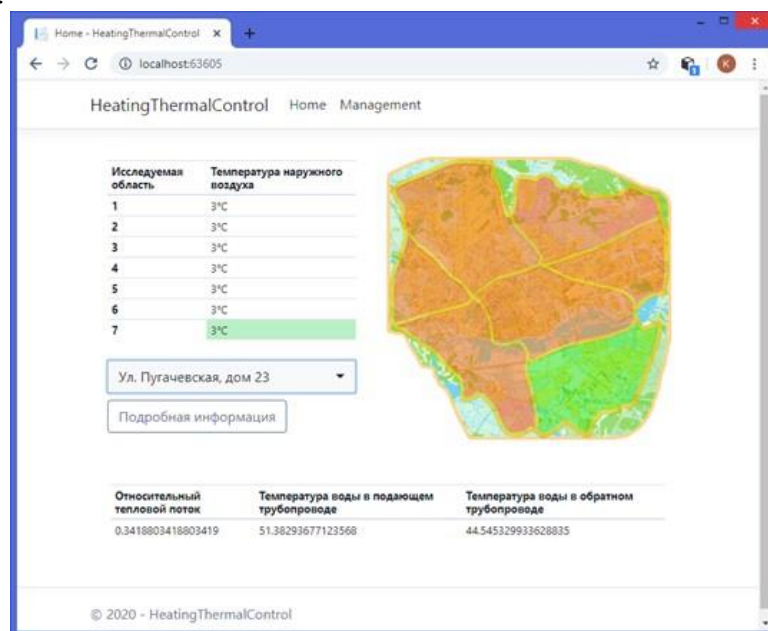 Home - HeatingThermalControl
localhost:63605
K
HeatingThermalControl Home Management
Исследуемая область Температура наружного воздуха
1 3°C
2 3°C
3 3°C
4 3°C
5 3°C
6 3°C
7 3°C
Ул. Пугачевская, дом 23
Подробная информация
Относительный тепловой поток Температура воды в подающем трубопроводе Температура воды в обратном трубопроводе
0.3418803418803419 51.38293677123568 44.545329933628835
© 2020 - HeatingThermalControl